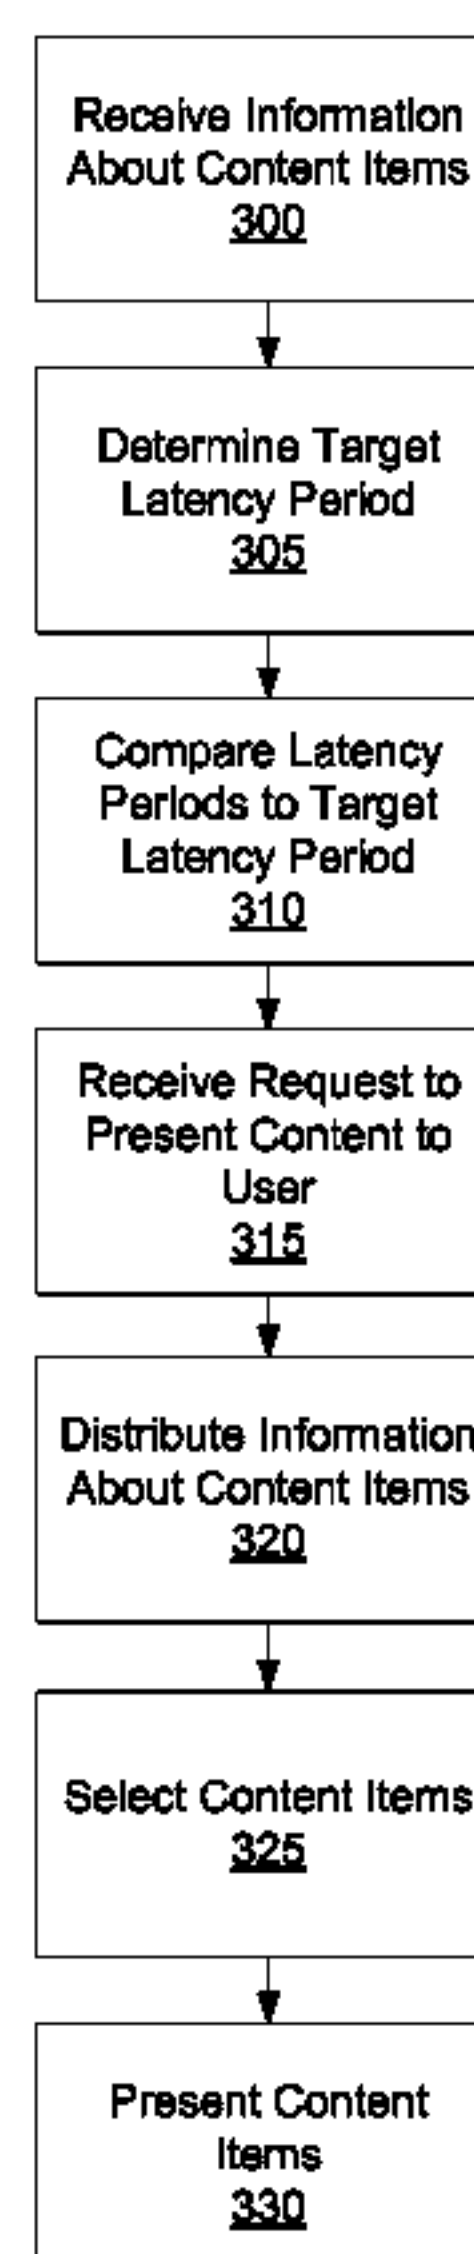 Receive Information
About Content Items
300
Determine Target
Latency Period
305
Compare Latency
Periods to Target
Latency Period
310
Receive Request to
Present Content to
User
315
Distribute Information
About Content Items
320
Select Content Items
325
Present Content
Items
330